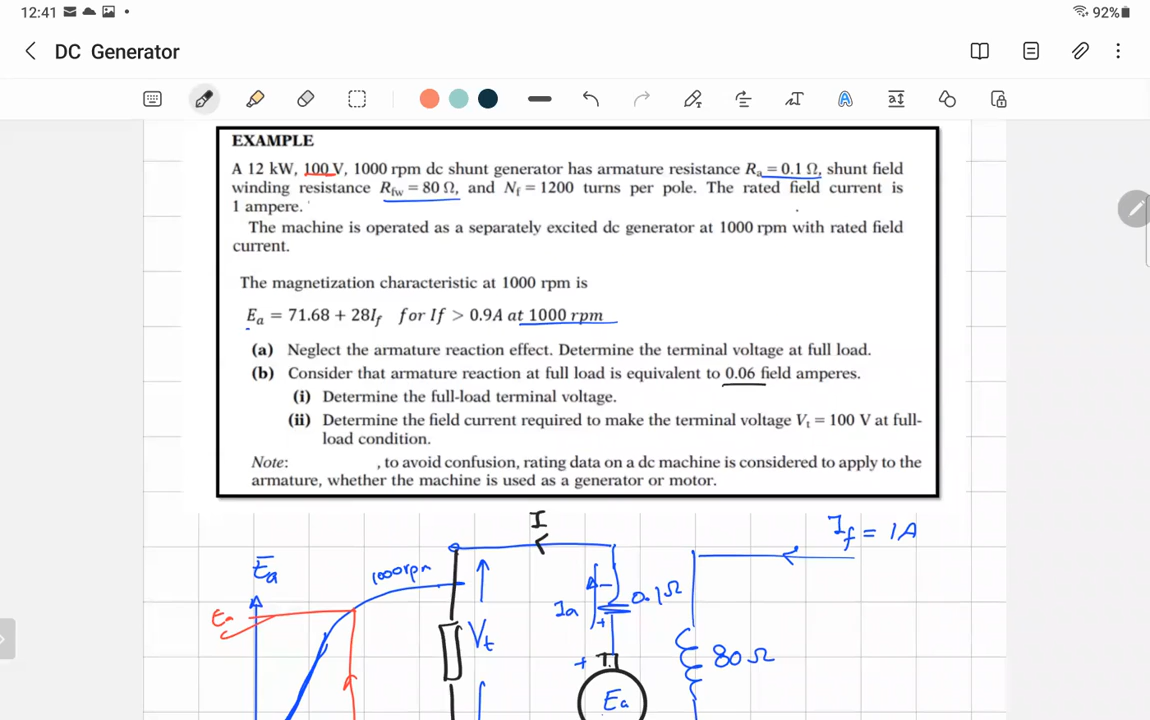 12:41
92%
DC Generator
EXAMPLE
A 12 kW, 100 V, 1000 rpm dc shunt generator has armature resistance Ra = 0.1 Ω, shunt field
winding resistance Rfw = 80 Ω, and Nf = 1200 turns per pole. The rated field current is
1 ampere.
The machine is operated as a separately excited dc generator at 1000 rpm with rated field
current.
The magnetization characteristic at 1000 rpm is
Ea = 71.68 + 28If for If > 0.9A at 1000 rpm
(a) Neglect the armature reaction effect. Determine the terminal voltage at full load.
(b) Consider that armature reaction at full load is equivalent to 0.06 field amperes.
(i) Determine the full-load terminal voltage.
(ii) Determine the field current required to make the terminal voltage Vt = 100 V at full-
load condition.
Note: , to avoid confusion, rating data on a dc machine is considered to apply to the
armature, whether the machine is used as a generator or motor.
I
If = 1A
Ea
1000rpm
Ia
0.1Ω
Ea
Vt
80Ω
+
Ea